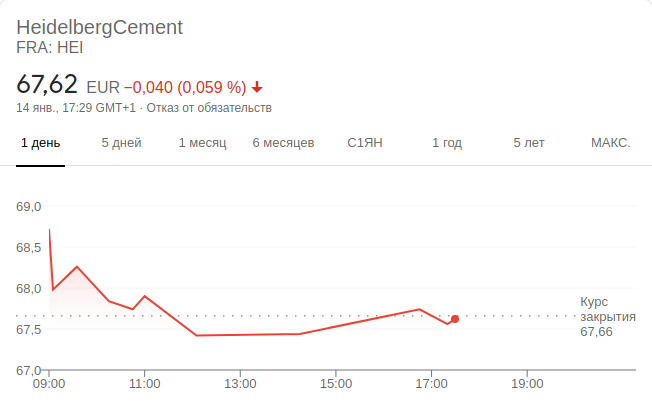 HeidelbergCement
FRA: HEI
67,62 EUR −0,040 (0,059 %)
14 янв., 17:29 GMT+1 · Отказ от обязательств
1 день 5 дней 1 месяц 6 месяцев С1ЯН 1 год 5 лет МАКС.
69,0
68,5
68,0
67,5
67,0
Курс
закрытия
67,66
09:00 11:00 13:00 15:00 17:00 19:00